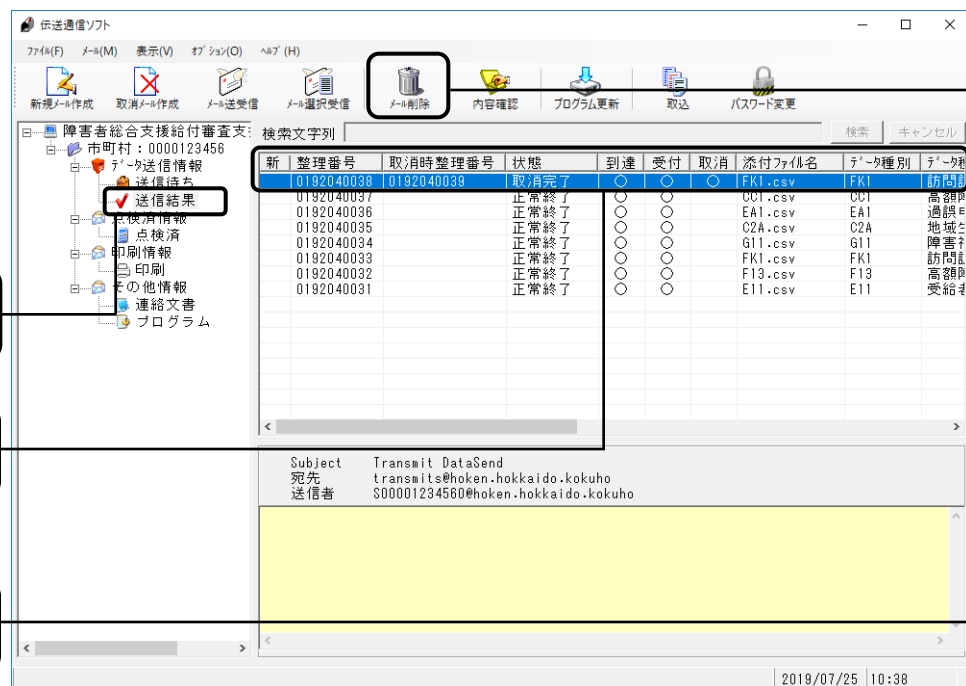 伝送通信ソフト
ﾌｧｲﾙ(F) ﾒｰﾙ(M) 表示(V) ｵﾌﾟｼｮﾝ(O) ﾍﾙﾌﾟ(H)
新規ﾒｰﾙ作成 取消ﾒｰﾙ作成 ﾒｰﾙ送受信 ﾒｰﾙ選択受信 ﾒｰﾙ削除 内容確認 ﾌﾟﾛｸﾞﾗﾑ更新 取込 ﾊﾟｽﾜｰﾄﾞ変更
障害者総合支援給付審査支
市町村：0000123456
ﾃﾞｰﾀ送信情報
送信待ち
送信結果
点検済情報
点検済
印刷情報
印刷
その他情報
連絡文書
プログラム
検索文字列 検索 キャンセル
新 整理番号 取消時整理番号 状態 到達 受付 取消 添付ﾌｧｲﾙ名 ﾃﾞｰﾀ種別 ﾃﾞｰﾀ種
0192040038 0192040039 取消完了 ○ ○ ○ FK1.csv FK1 訪問
0192040037 正常終了 ○ ○ CC1.csv CC1 高額
0192040036 正常終了 ○ ○ EA1.csv EA1 過誤
0192040035 正常終了 ○ ○ C2A.csv C2A 地域
0192040034 正常終了 ○ ○ G11.csv G11 障害
0192040033 正常終了 ○ ○ FK1.csv FK1 訪問
0192040032 正常終了 ○ ○ F13.csv F13 高額
0192040031 正常終了 ○ ○ E11.csv E11 受給
Subject Transmit DataSend
宛先 transmits@hoken.hokkaido.kokuho
送信者 S00001234560@hoken.hokkaido.kokuho
2019/07/25 10:38